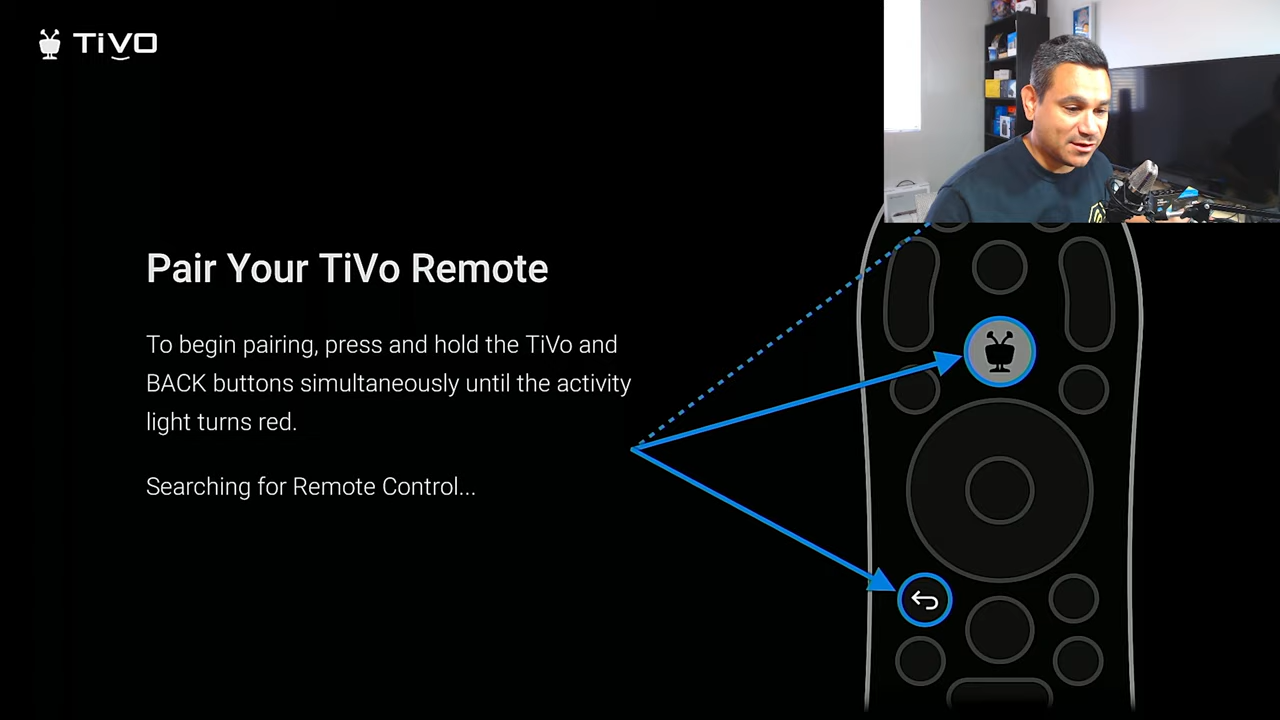 TiVo
Pair Your TiVo Remote
To begin pairing, press and hold the TiVo and
BACK buttons simultaneously until the activity
light turns red.
Searching for Remote Control...